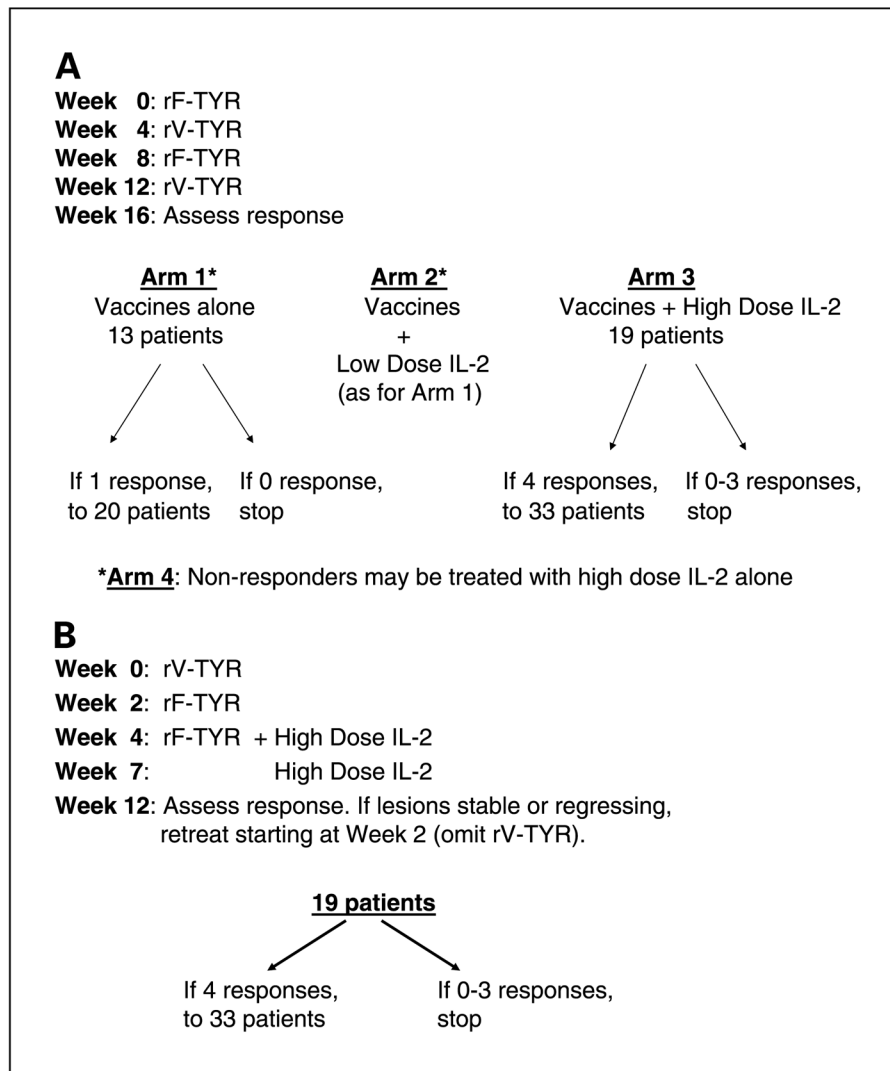 A
Week 0: rF-TYR
Week 4: rV-TYR
Week 8: rF-TYR
Week 12: rV-TYR
Week 16: Assess response
Arm 1*
Vaccines alone
13 patients
If 1 response,
to 20 patients
If 0 response,
stop
Arm 2*
Vaccines
+
Low Dose IL-2
(as for Arm 1)
Arm 3
Vaccines + High Dose IL-2
19 patients
If 4 responses,
to 33 patients
If 0-3 responses,
stop
*Arm 4: Non-responders may be treated with high dose IL-2 alone
B
Week 0: rV-TYR
Week 2: rF-TYR
Week 4: rF-TYR + High Dose IL-2
Week 7: High Dose IL-2
Week 12: Assess response. If lesions stable or regressing,
retreat starting at Week 2 (omit rV-TYR).
19 patients
If 4 responses,
to 33 patients
If 0-3 responses,
stop